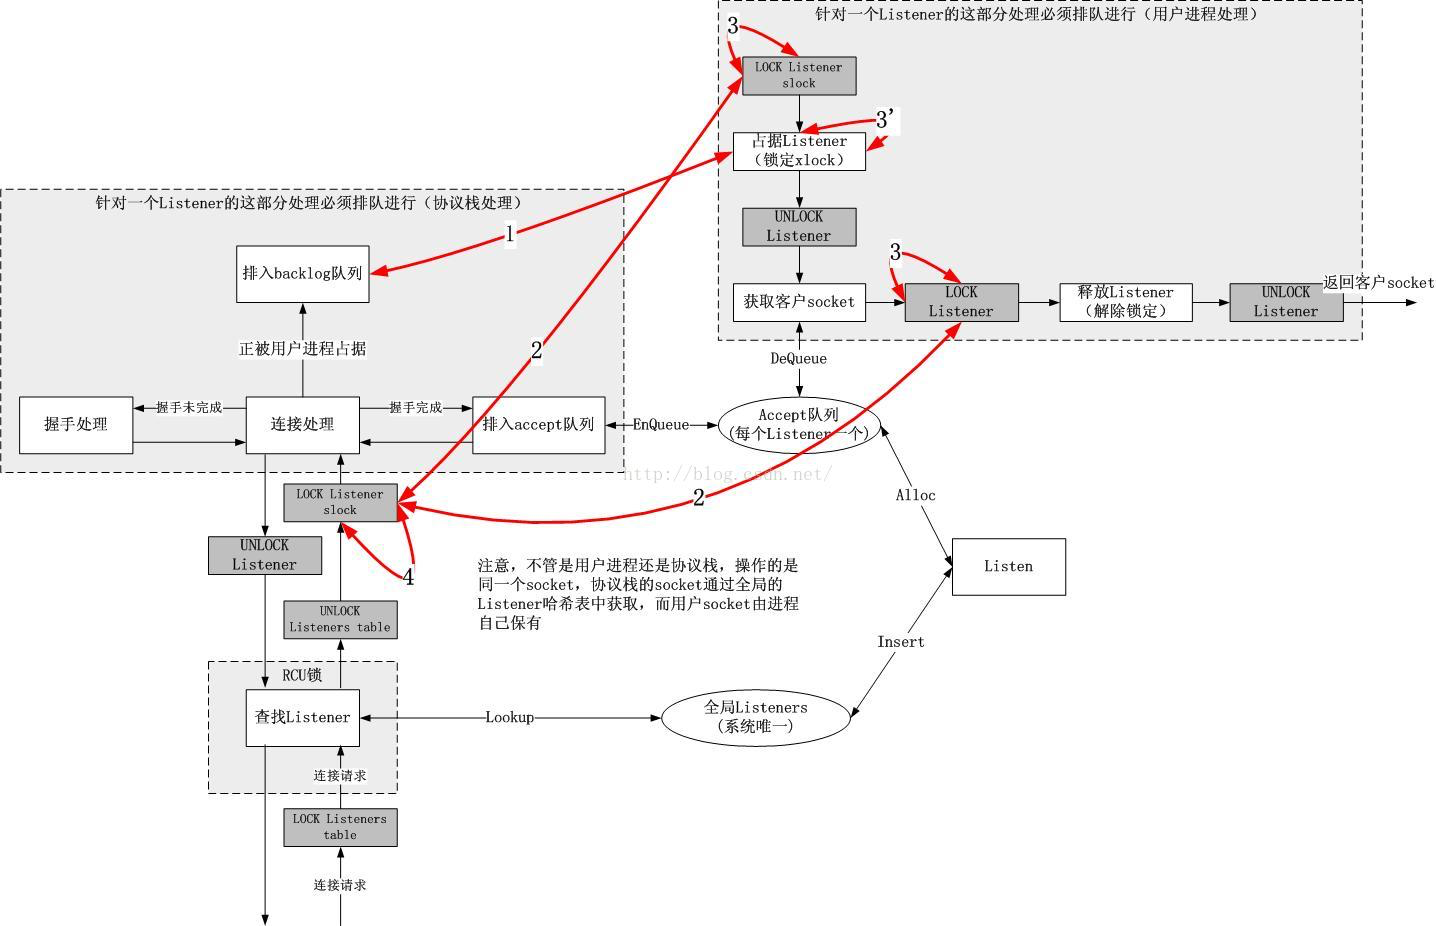 针对一个Listener的这部分处理必须排队进行（用户进程处理）
3
LOCK Listener
slock
3'
占据Listener
（锁定xlock）
针对一个Listener的这部分处理必须排队进行（协议栈处理）
1
UNLOCK
Listener
排入backlog队列
3
获取客户socket
LOCK
Listener
释放Listener
（解除锁定）
UNLOCK
Listener
返回客户socket
正被用户进程占据
2
DeQueue
握手处理
握手未完成
连接处理
握手完成
排入accept队列
EnQueue
Accept队列
(每个Listener一个)
http://blog.csdn.net/
LOCK Listener
slock
2
Alloc
UNLOCK
Listener
4
注意，不管是用户进程还是协议栈，操作的是
同一个socket，协议栈的socket通过全局的
Listener哈希表中获取，而用户socket由进程
自己保有
Listen
UNLOCK
Listeners table
Insert
RCU锁
查找Listener
Lookup
全局Listeners
(系统唯一)
连接请求
LOCK Listeners
table
连接请求